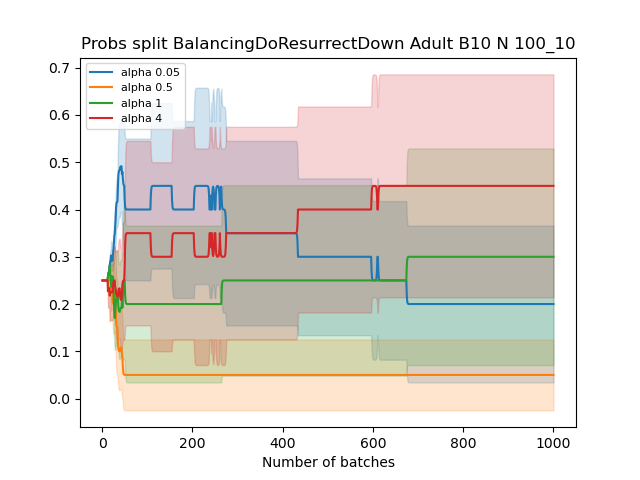 Probs split BalancingDoResurrectDown Adult B10 N 100_10
alpha 0.05
alpha 0.5
alpha 1
alpha 4
0.7
0.6
0.5
0.4
0.3
0.2
0.1
0.0
0 200 400 600 800 1000
Number of batches